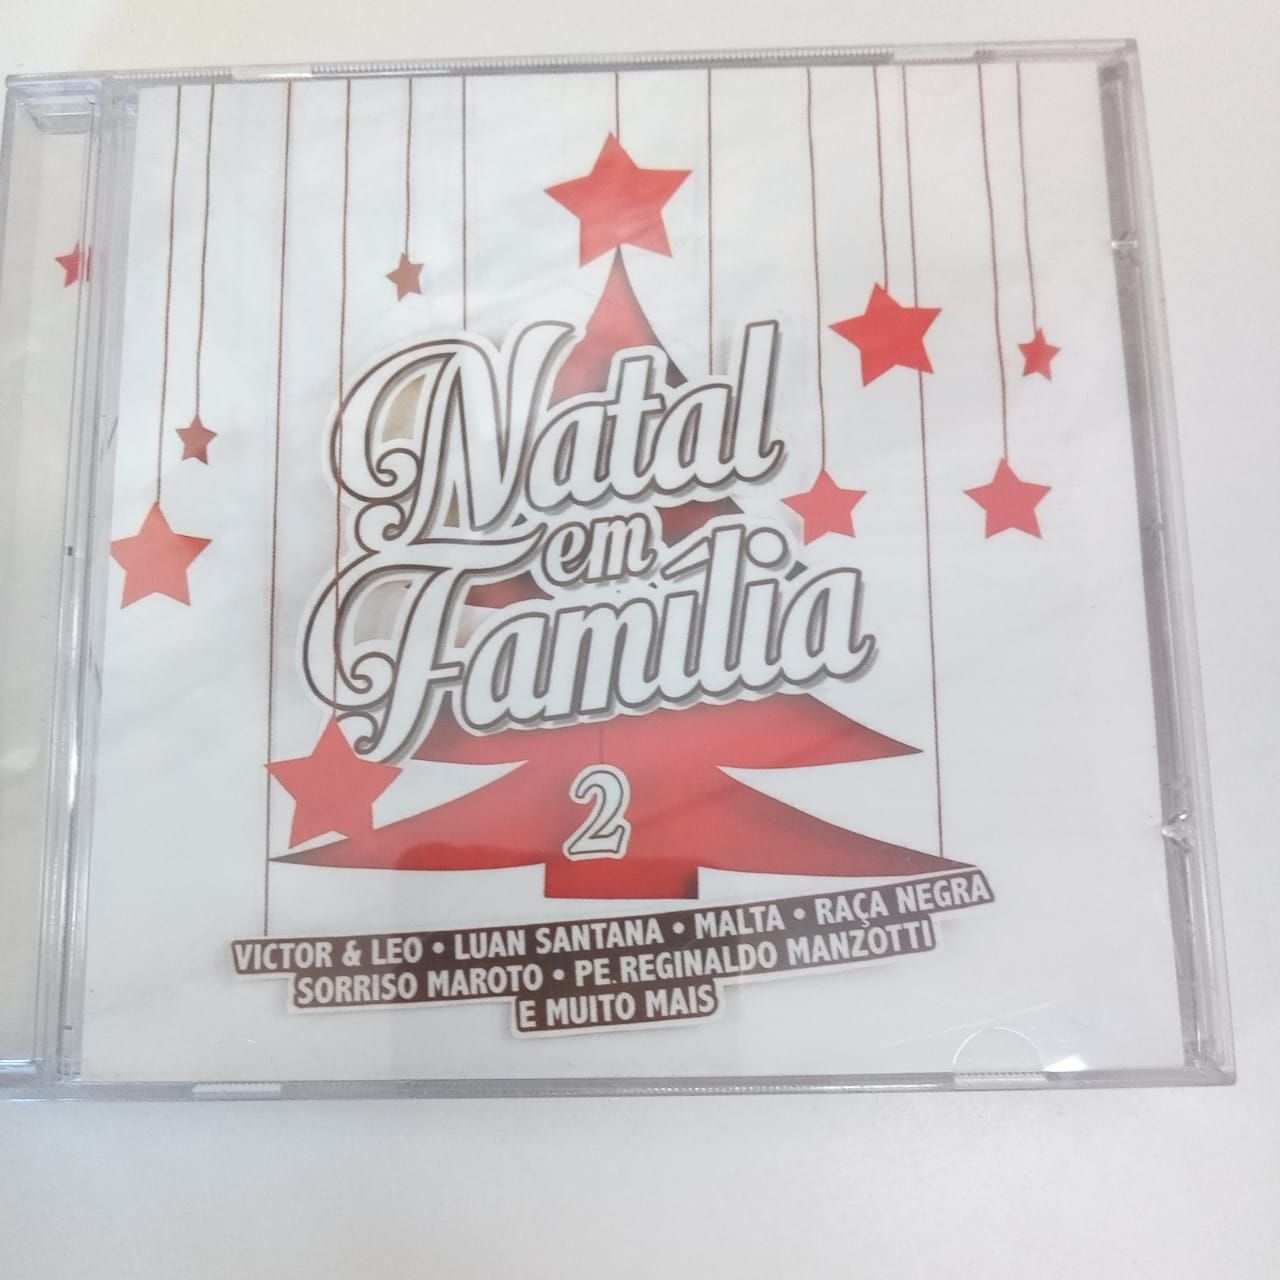 Natal
em
Família
2
VICTOR & LEO • LUAN SANTANA • MALTA • RAÇA NEGRA
SORRISO MAROTO • PE. REGINALDO MANZOTTI
E MUITO MAIS